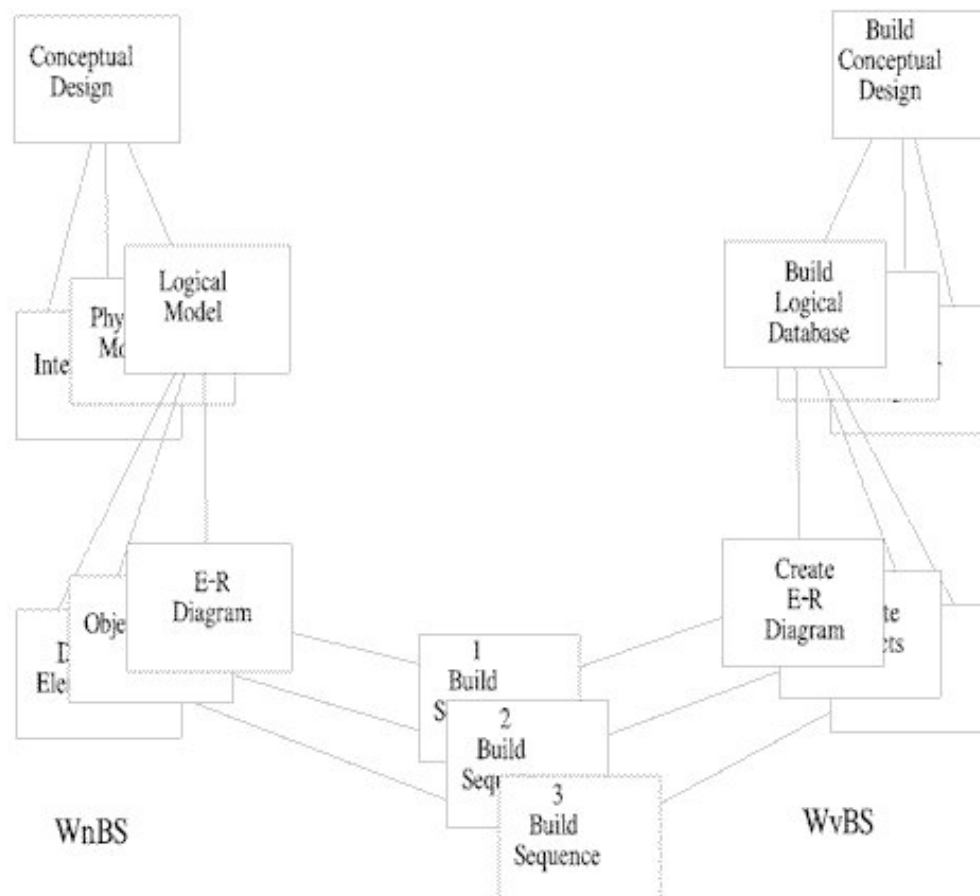 Conceptual
Design
Build
Conceptual
Design
Logical
Model
Build
Logical
Database
E-R
Diagram
Create
E-R
Diagram
1
Build
2
Build
3
Build
Sequence
WnBS
WvBS